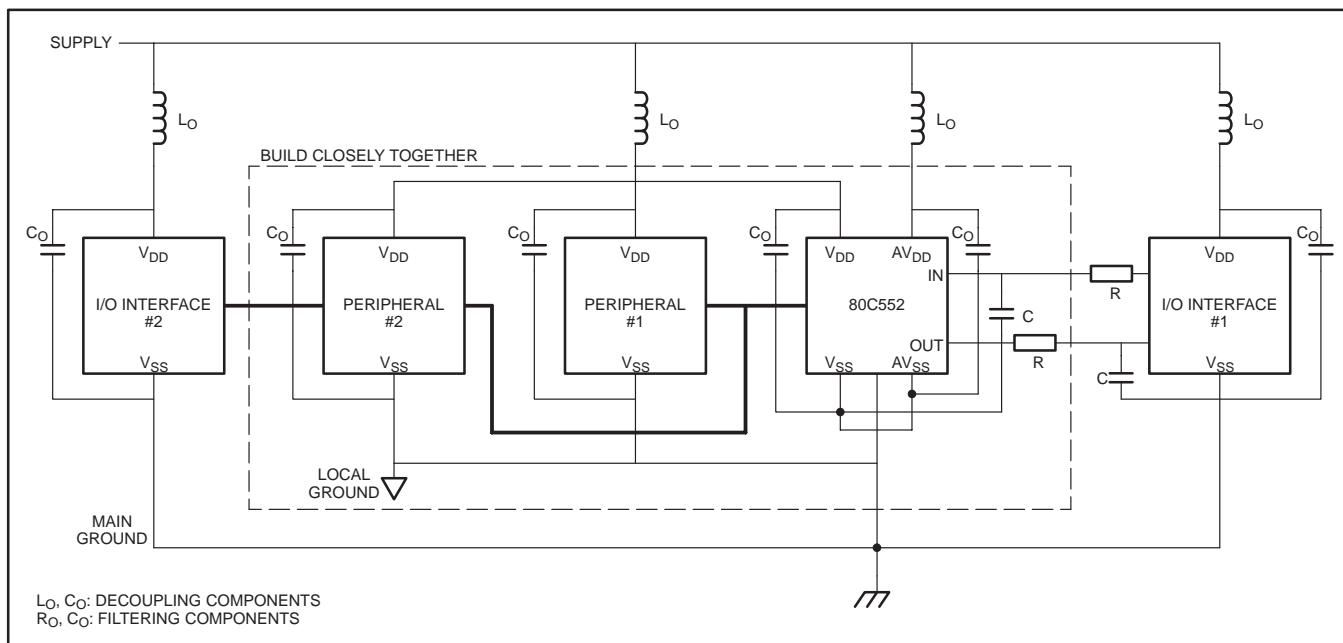 SUPPLY
LO
LO
LO
LO
BUILD CLOSELY TOGETHER
CO
CO
CO
CO
CO
CO
VDD
I/O INTERFACE
#2
VSS
VDD
PERIPHERAL
#2
VSS
VDD
PERIPHERAL
#1
VSS
VDD
AVDD
IN
80C552
OUT
VSS
AVSS
R
C
R
C
VDD
I/O INTERFACE
#1
VSS
LOCAL
GROUND
MAIN
GROUND
LO, CO: DECOUPLING COMPONENTS
RO, CO: FILTERING COMPONENTS